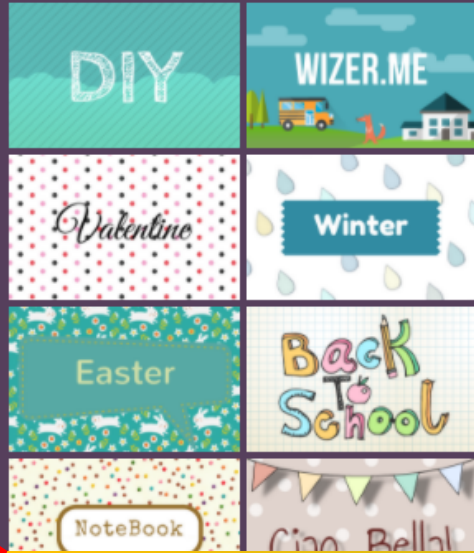 DIY
WIZER.ME
Valentine
Winter
Easter
Back
To
School
NoteBook
Ciao Bella!